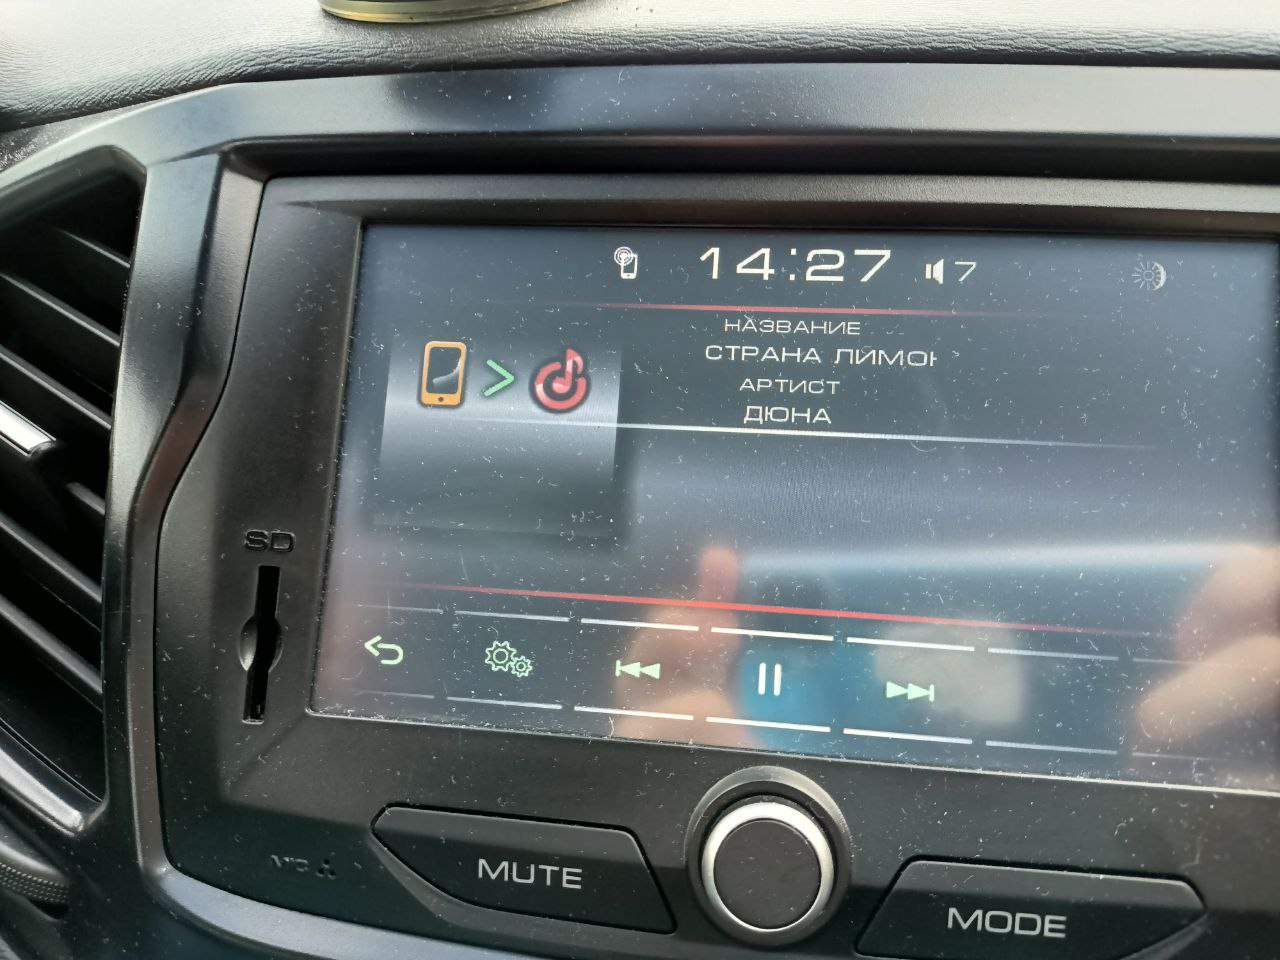 14:27 7
НАЗВАНИЕ
СТРАНА ЛИМОН
АРТИСТ
ДЮНА
SD
MUTE
MODE